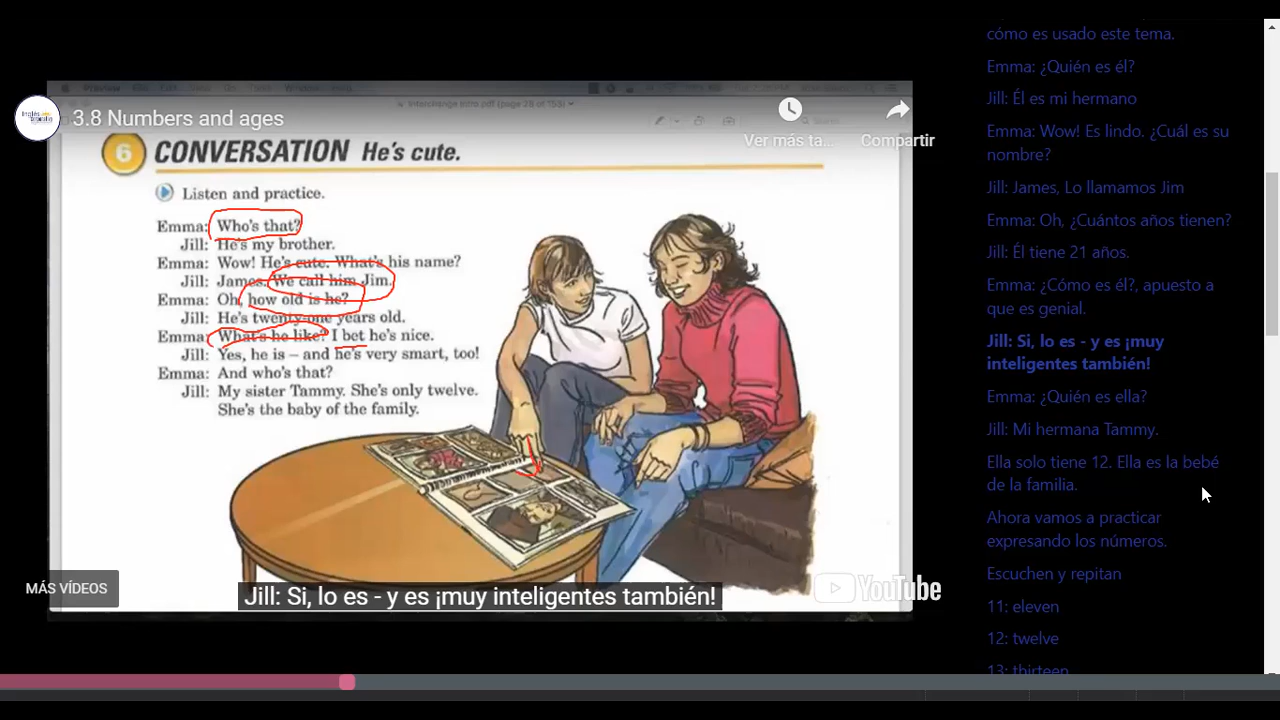 Interchange Intro.pdf (page 28 of 153)
3.8 Numbers and ages
Ver más ta...
Compartir
6 CONVERSATION He's cute.
Listen and practice.
Emma: Who's that?
Jill: He's my brother.
Emma: Wow! He's cute. What's his name?
Jill: James. We call him Jim.
Emma: Oh, how old is he?
Jill: He's twenty-one years old.
Emma: What's he like? I bet he's nice.
Jill: Yes, he is – and he's very smart, too!
Emma: And who's that?
Jill: My sister Tammy. She's only twelve.
She's the baby of the family.
MÁS VÍDEOS
YouTube
Jill: Si, lo es - y es ¡muy inteligentes también!
cómo es usado este tema.
Emma: ¿Quién es él?
Jill: Él es mi hermano
Emma: Wow! Es lindo. ¿Cuál es su
nombre?
Jill: James, Lo llamamos Jim
Emma: Oh, ¿Cuántos años tienen?
Jill: Él tiene 21 años.
Emma: ¿Cómo es él?, apuesto a
que es genial.
Jill: Si, lo es - y es ¡muy
inteligentes también!
Emma: ¿Quién es ella?
Jill: Mi hermana Tammy.
Ella solo tiene 12. Ella es la bebé
de la familia.
Ahora vamos a practicar
expresando los números.
Escuchen y repitan
11: eleven
12: twelve
13: thirteen